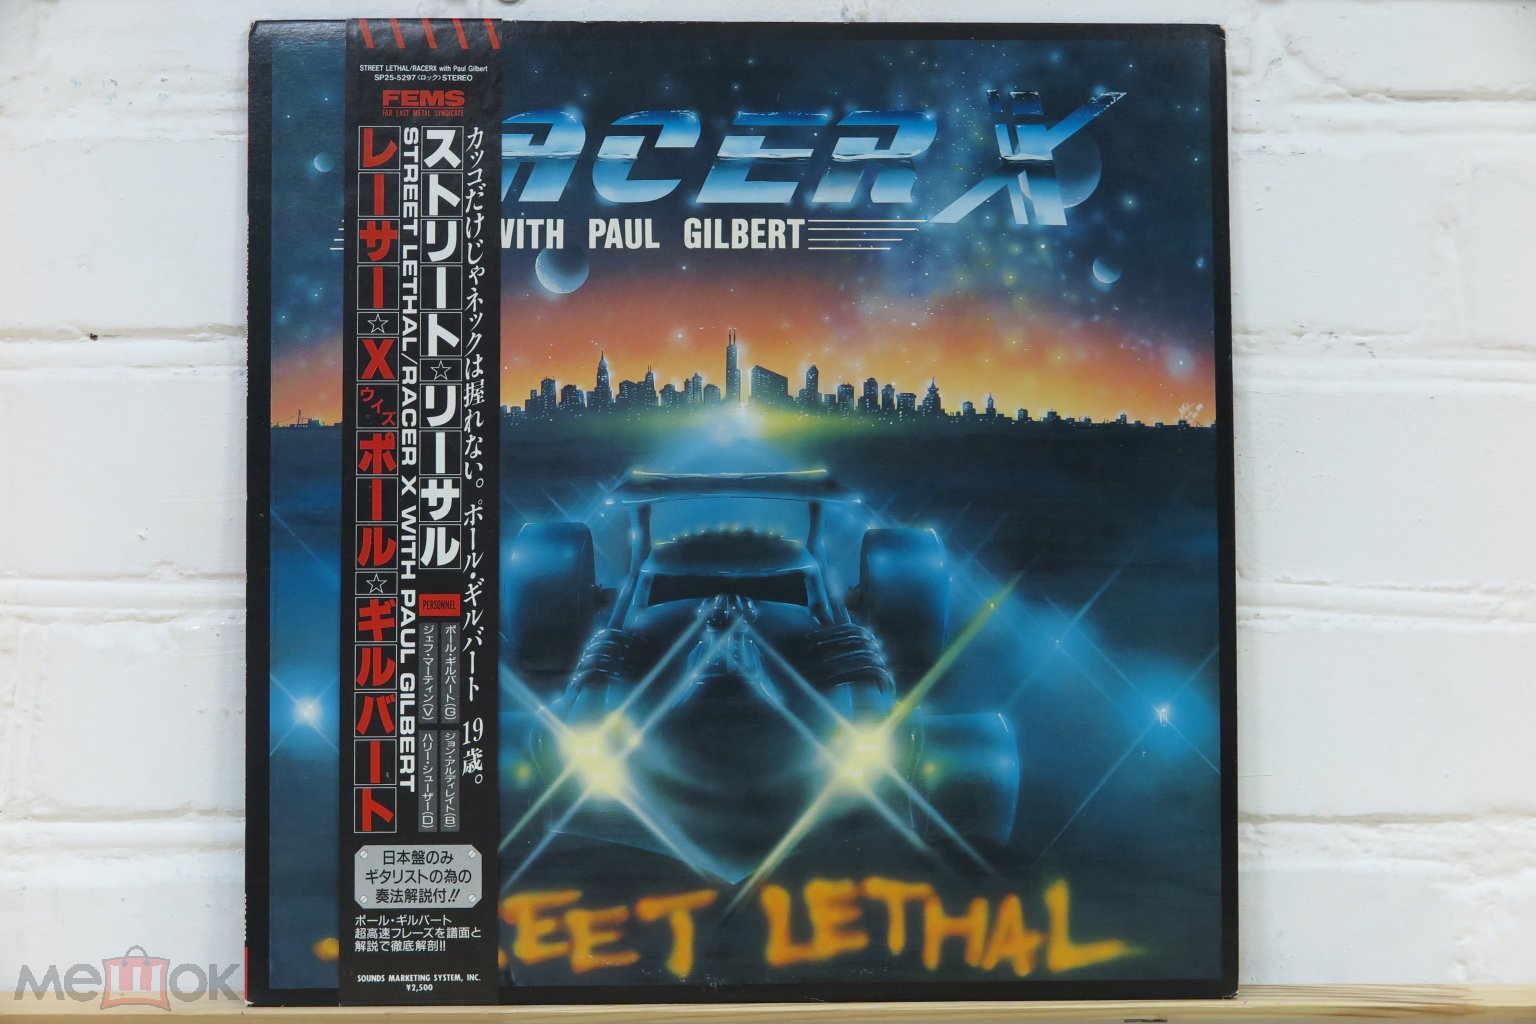 STREET LETHAL/RACERX with Paul Gilbert
SP25-5297〈ロック〉STEREO
FEMS
FAR EAST METAL SYNDICATE
カッコだけじゃネックは握れない。ポール・ギルバート 19歳。
ストリート☆リーサル
STREET LETHAL/RACER X WITH PAUL GILBERT
レーサー☆X ウィズ ポール☆ギルバート
PERSONNEL
ポール・ギルバート(G)
ジェフ・マーティン(V)
ジョン・アルディレイト(B)
ハリー・シューザー(D)
日本盤のみ
ギタリストの為の
奏法解説付!!
ポール・ギルバート
超高速フレーズを譜面と
解説で徹底解剖!!
SOUNDS MARKETING SYSTEM, INC.
¥2,500
ACER X
WITH PAUL GILBERT
REET LETHAL
мешок